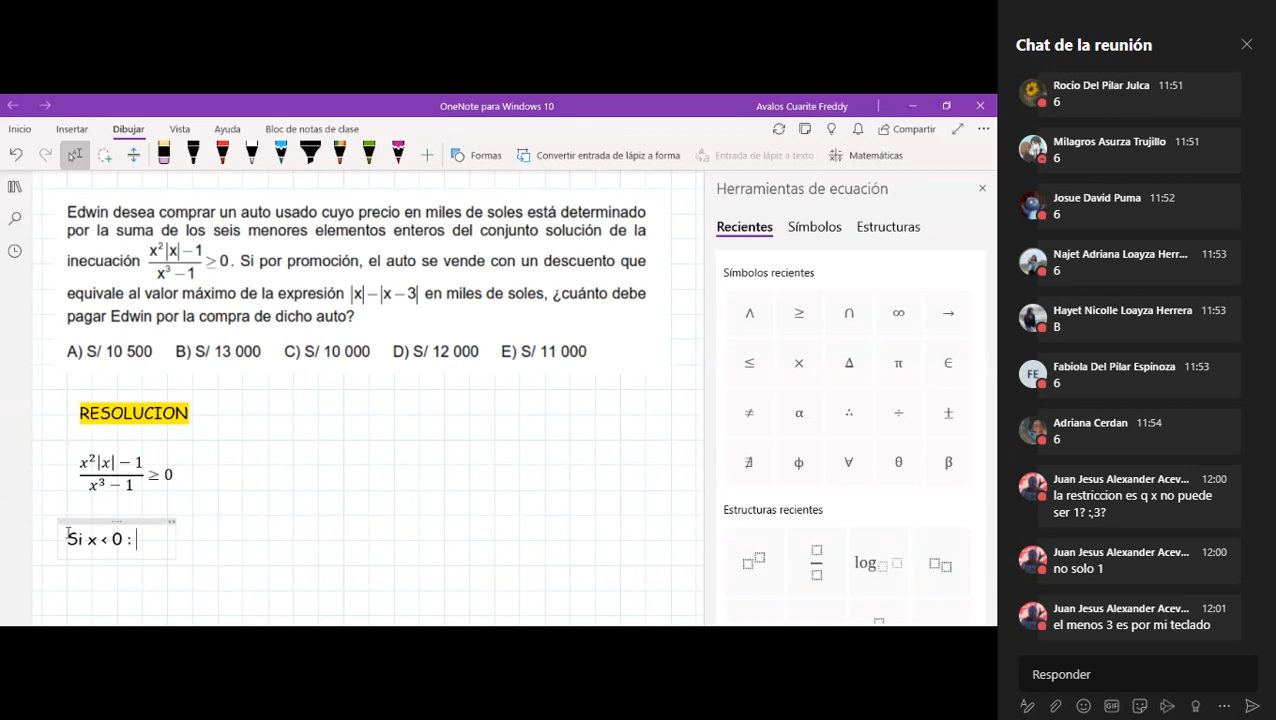 OneNote para Windows 10
Avalos Cuarite Freddy
Inicio Insertar Dibujar Vista Ayuda Bloc de notas de clase
Compartir
Formas Convertir entrada de lápiz a forma Entrada de lápiz a texto Matemáticas
Edwin desea comprar un auto usado cuyo precio en miles de soles está determinado
por la suma de los seis menores elementos enteros del conjunto solución de la
inecuación (x²|x|−1)/(x³−1) ≥0. Si por promoción, el auto se vende con un descuento que
equivale al valor máximo de la expresión |x|−|x−3| en miles de soles, ¿cuánto debe
pagar Edwin por la compra de dicho auto?
A) S/ 10 500 B) S/ 13 000 C) S/ 10 000 D) S/ 12 000 E) S/ 11 000
RESOLUCION
(x²|x| − 1)/(x³ − 1) ≥ 0
Si x < 0 :
Herramientas de ecuación
Recientes Símbolos Estructuras
Símbolos recientes
∧ ≥ ∩ ∞ →
≤ × Δ π ∈
≠ α ∴ ÷ ±
∄ ϕ ∀ θ β
Estructuras recientes
log
Chat de la reunión
Rocio Del Pilar Julca 11:51
6
Milagros Asurza Trujillo 11:51
6
Josue David Puma 11:52
6
Najet Adriana Loayza Herr... 11:53
6
Hayet Nicolle Loayza Herrera 11:53
B
FE
Fabiola Del Pilar Espinoza 11:53
6
Adriana Cerdan 11:54
6
Juan Jesus Alexander Acev... 12:00
la restriccion es q x no puede
ser 1? :,3?
Juan Jesus Alexander Acev... 12:00
no solo 1
Juan Jesus Alexander Acev... 12:01
el menos 3 es por mi teclado
Responder
GIF